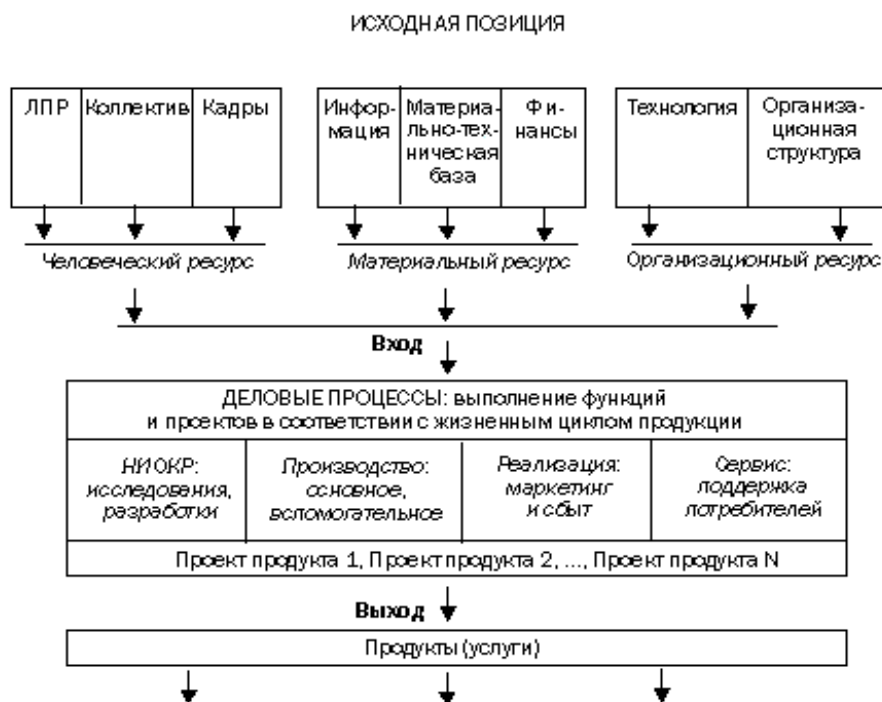 ИСХОДНАЯ ПОЗИЦИЯ
ЛПР
Коллектив
Кадры
Инфор-
мация
Материа-
льно-тех-
ническая
база
Фи-
нансы
Технология
Организа-
ционная
структура
Человеческий ресурс
Материальный ресурс
Организационный ресурс
Вход
ДЕЛОВЫЕ ПРОЦЕССЫ: выполнение функций
и проектов в соответствии с жизненным циклом продукции
НИОКР:
исследования,
разработки
Производство:
основное,
вспомогательное
Реализация:
маркетинг
и сбыт
Сервис:
поддержка
потребителей
Проект продукта 1, Проект продукта 2, ..., Проект продукта N
Выход
Продукты (услуги)